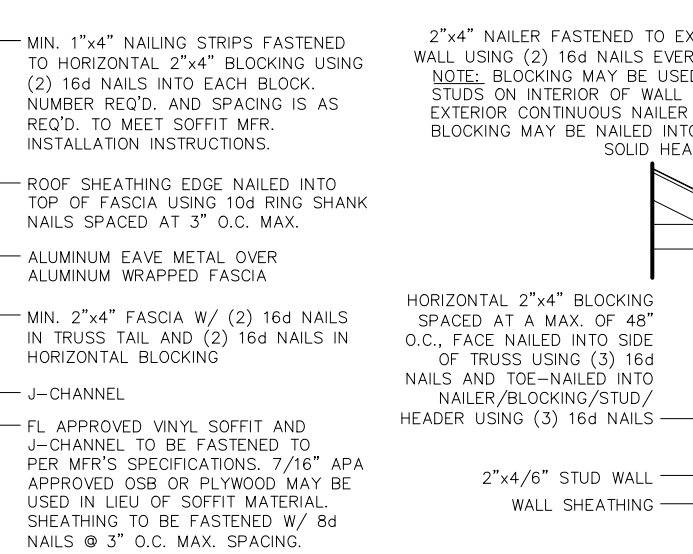 MIN. 1"x4" NAILING STRIPS FASTENED
TO HORIZONTAL 2"x4" BLOCKING USING
(2) 16d NAILS INTO EACH BLOCK.
NUMBER REQ'D. AND SPACING IS AS
REQ'D. TO MEET SOFFIT MFR.
INSTALLATION INSTRUCTIONS.
ROOF SHEATHING EDGE NAILED INTO
TOP OF FASCIA USING 10d RING SHANK
NAILS SPACED AT 3" O.C. MAX.
ALUMINUM EAVE METAL OVER
ALUMINUM WRAPPED FASCIA
MIN. 2"x4" FASCIA W/ (2) 16d NAILS
IN TRUSS TAIL AND (2) 16d NAILS IN
HORIZONTAL BLOCKING
J-CHANNEL
FL APPROVED VINYL SOFFIT AND
J-CHANNEL TO BE FASTENED TO
PER MFR'S SPECIFICATIONS. 7/16" APA
APPROVED OSB OR PLYWOOD MAY BE
USED IN LIEU OF SOFFIT MATERIAL.
SHEATHING TO BE FASTENED W/ 8d
NAILS @ 3" O.C. MAX. SPACING.
2"x4" NAILER FASTENED TO EX
WALL USING (2) 16d NAILS EVER
NOTE: BLOCKING MAY BE USED
STUDS ON INTERIOR OF WALL
EXTERIOR CONTINUOUS NAILER
BLOCKING MAY BE NAILED INTO
SOLID HEA
HORIZONTAL 2"x4" BLOCKING
SPACED AT A MAX. OF 48"
O.C., FACE NAILED INTO SIDE
OF TRUSS USING (3) 16d
NAILS AND TOE-NAILED INTO
NAILER/BLOCKING/STUD/
HEADER USING (3) 16d NAILS
2"x4/6" STUD WALL
WALL SHEATHING